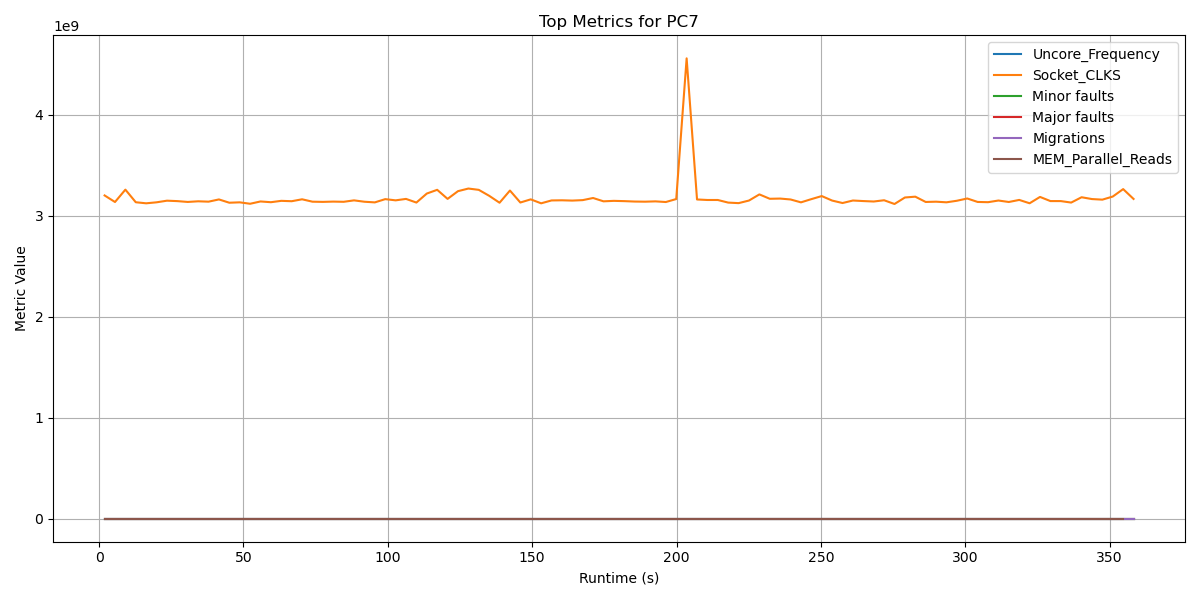 Top Metrics for PC7
1e9
Uncore_Frequency
Socket_CLKS
Minor faults
Major faults
Migrations
MEM_Parallel_Reads
Metric Value
4
3
2
1
0
0
50
100
150
200
250
300
350
Runtime (s)